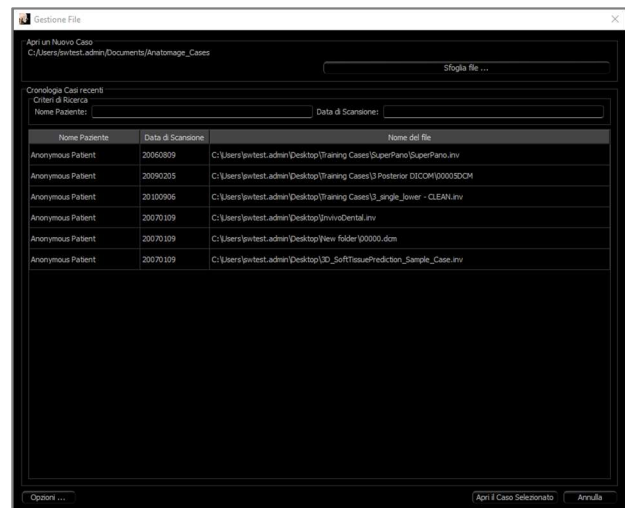 Gestione File
Apri un Nuovo Caso
C:/Users/swtest.admin/Documents/Anatomage_Cases
Sfoglia file ...
Cronologia Casi recenti
Criteri di Ricerca
Nome Paziente: Data di Scansione:
Nome Paziente Data di Scansione Nome del file
Anonymous Patient 20060809 C:\Users\swtest.admin\Desktop\Training Cases\SuperPano\SuperPano.inv
Anonymous Patient 20090205 C:\Users\swtest.admin\Desktop\Training Cases\3 Posterior DICOM\00005DCM
Anonymous Patient 20100906 C:\Users\swtest.admin\Desktop\Training Cases\3_single_lower - CLEAN.inv
Anonymous Patient 20070109 C:\Users\swtest.admin\Desktop\InvivoDental.inv
Anonymous Patient 20070109 C:\Users\swtest.admin\Desktop\New folder\00000.dcm
Anonymous Patient 20070109 C:\Users\swtest.admin\Desktop\3D_SoftTissuePrediction_Sample_Case.inv
Opzioni ... Apri il Caso Selezionato Annulla